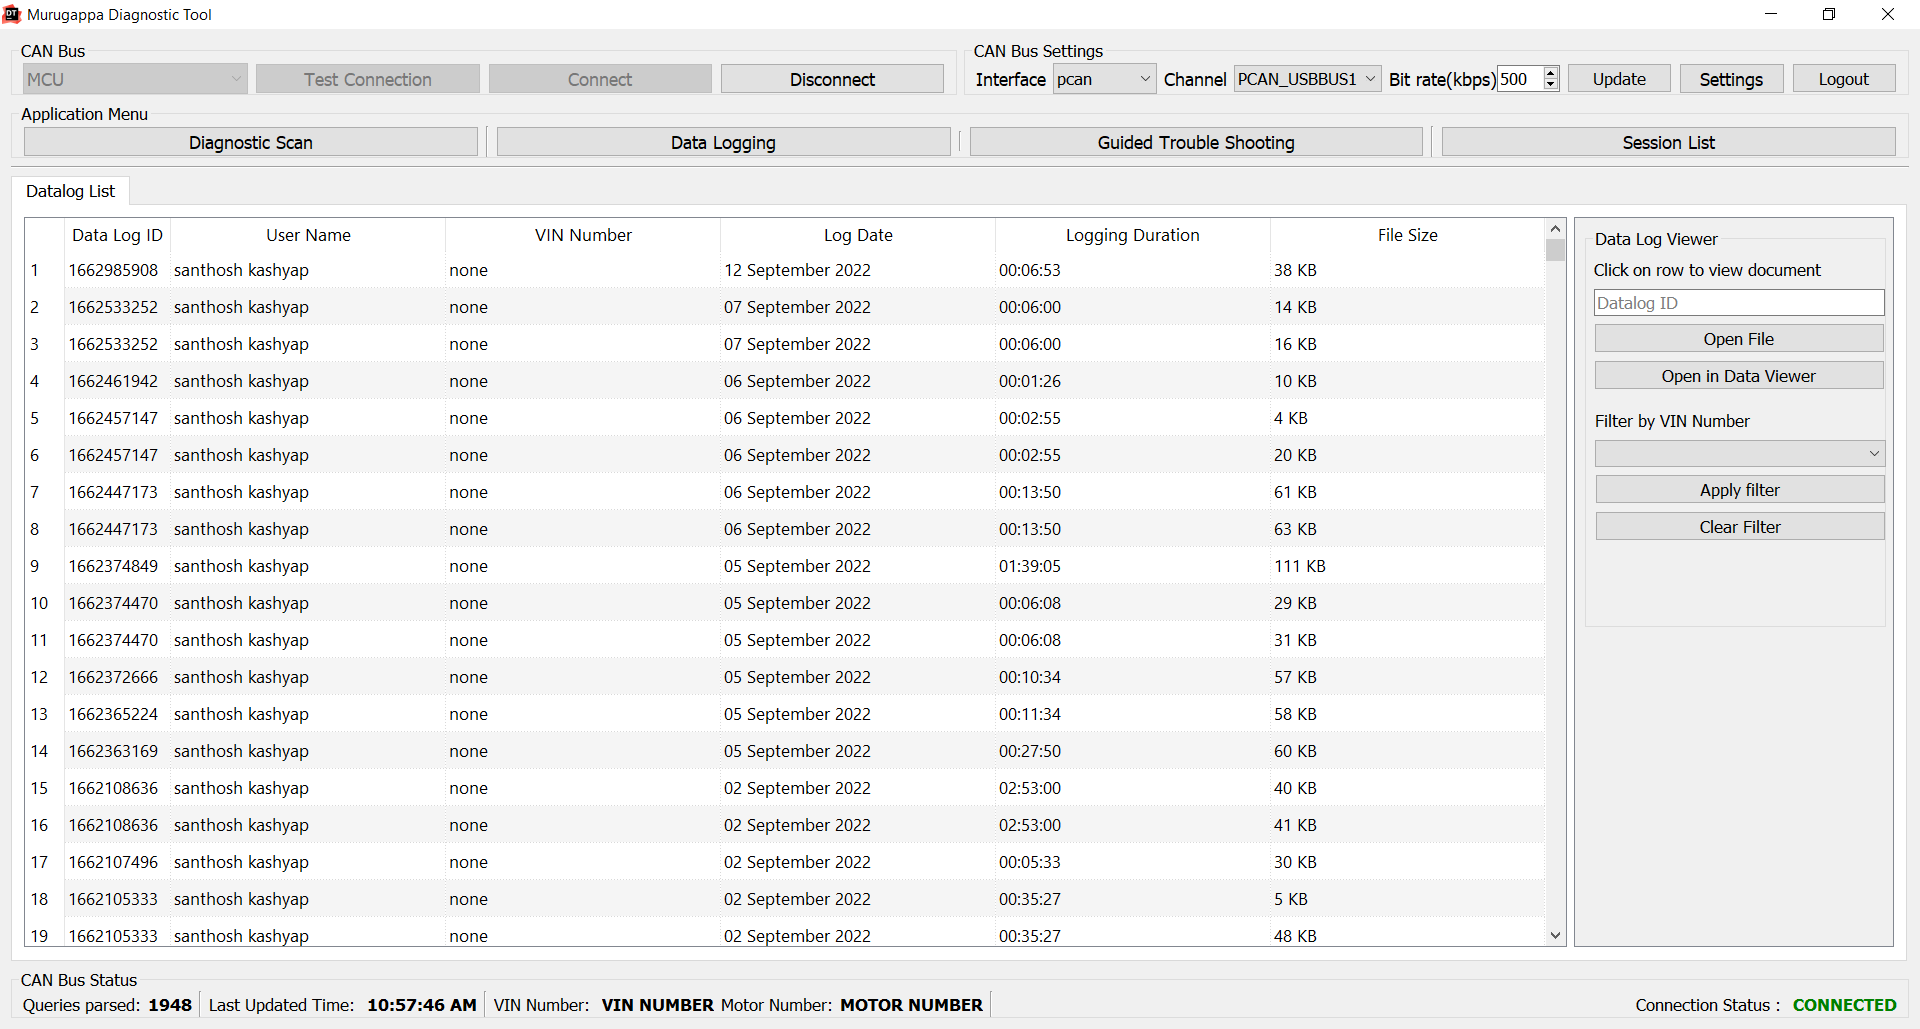 DT Murugappa Diagnostic Tool
CAN Bus
MCU Test Connection Connect Disconnect
CAN Bus Settings
Interface pcan Channel PCAN_USBBUS1 Bit rate(kbps) 500 Update Settings Logout
Application Menu
Diagnostic Scan Data Logging Guided Trouble Shooting Session List
Datalog List
Data Log ID User Name VIN Number Log Date Logging Duration File Size
1 1662985908 santhosh kashyap none 12 September 2022 00:06:53 38 KB
2 1662533252 santhosh kashyap none 07 September 2022 00:06:00 14 KB
3 1662533252 santhosh kashyap none 07 September 2022 00:06:00 16 KB
4 1662461942 santhosh kashyap none 06 September 2022 00:01:26 10 KB
5 1662457147 santhosh kashyap none 06 September 2022 00:02:55 4 KB
6 1662457147 santhosh kashyap none 06 September 2022 00:02:55 20 KB
7 1662447173 santhosh kashyap none 06 September 2022 00:13:50 61 KB
8 1662447173 santhosh kashyap none 06 September 2022 00:13:50 63 KB
9 1662374849 santhosh kashyap none 05 September 2022 01:39:05 111 KB
10 1662374470 santhosh kashyap none 05 September 2022 00:06:08 29 KB
11 1662374470 santhosh kashyap none 05 September 2022 00:06:08 31 KB
12 1662372666 santhosh kashyap none 05 September 2022 00:10:34 57 KB
13 1662365224 santhosh kashyap none 05 September 2022 00:11:34 58 KB
14 1662363169 santhosh kashyap none 05 September 2022 00:27:50 60 KB
15 1662108636 santhosh kashyap none 02 September 2022 02:53:00 40 KB
16 1662108636 santhosh kashyap none 02 September 2022 02:53:00 41 KB
17 1662107496 santhosh kashyap none 02 September 2022 00:05:33 30 KB
18 1662105333 santhosh kashyap none 02 September 2022 00:35:27 5 KB
19 1662105333 santhosh kashyap none 02 September 2022 00:35:27 48 KB
Data Log Viewer
Click on row to view document
Datalog ID
Open File
Open in Data Viewer
Filter by VIN Number
Apply filter
Clear Filter
CAN Bus Status
Queries parsed: 1948 Last Updated Time: 10:57:46 AM VIN Number: VIN NUMBER Motor Number: MOTOR NUMBER Connection Status : CONNECTED